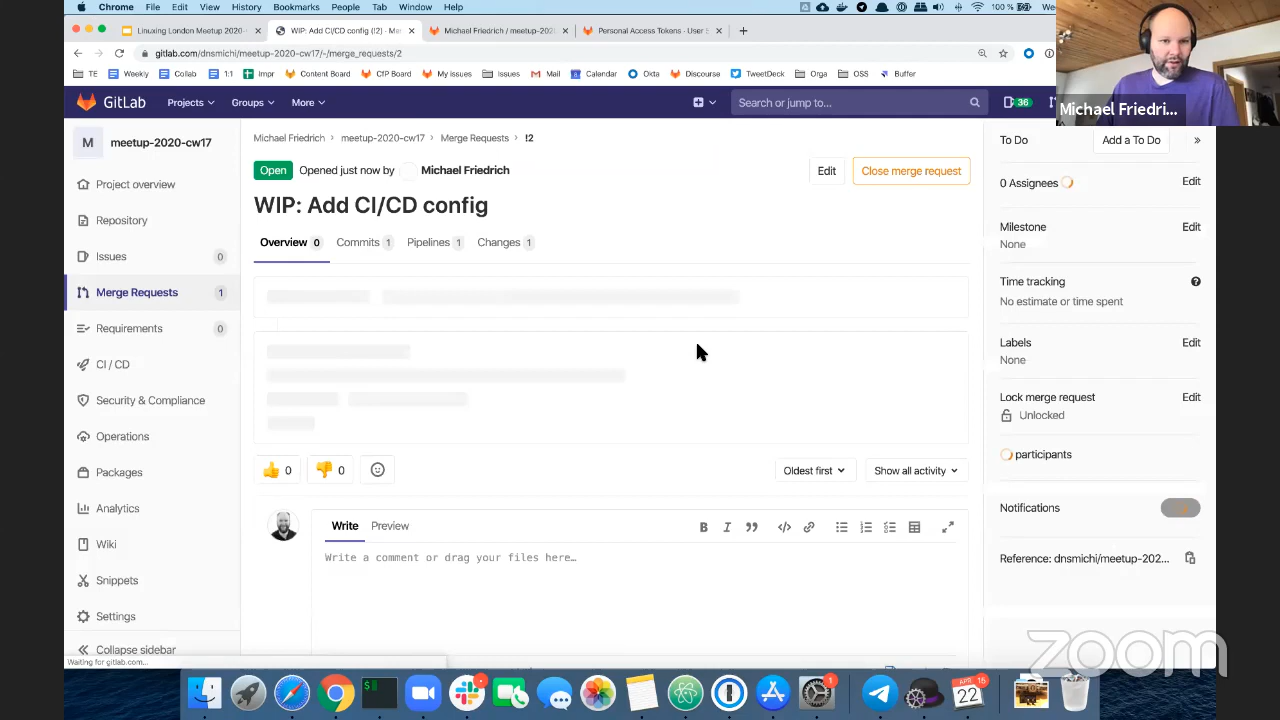 Chrome File Edit View History Bookmarks People Tab Window Help 100 % We
Linuxing London Meetup 2020 - WIP: Add CI/CD config (!2) · Me Michael Friedrich / meetup-202 Personal Access Tokens · User S
gitlab.com/dnsmichi/meetup-2020-cw17/-/merge_requests/2
TE Weekly Collab 1:1 Impr Content Board CfP Board My issues Issues Mail Calendar Okta Discourse TweetDeck Orga OSS Buffer
GitLab Projects Groups More Search or jump to... 36
Michael Friedri...
M meetup-2020-cw17
Project overview
Repository
Issues 0
Merge Requests 1
Requirements 0
CI / CD
Security & Compliance
Operations
Packages
Analytics
Wiki
Snippets
Settings
Collapse sidebar
Waiting for gitlab.com...
Michael Friedrich › meetup-2020-cw17 › Merge Requests › !2
Open Opened just now by Michael Friedrich Edit Close merge request
WIP: Add CI/CD config
Overview 0 Commits 1 Pipelines 1 Changes 1
👍 0 👎 0 Oldest first Show all activity
Write Preview B I
Write a comment or drag your files here…
To Do Add a To Do »
0 Assignees Edit
Milestone Edit
None
Time tracking
No estimate or time spent
Labels Edit
None
Lock merge request Edit
Unlocked
participants
Notifications
Reference: dnsmichi/meetup-202...
zoom
1 APR 22 15